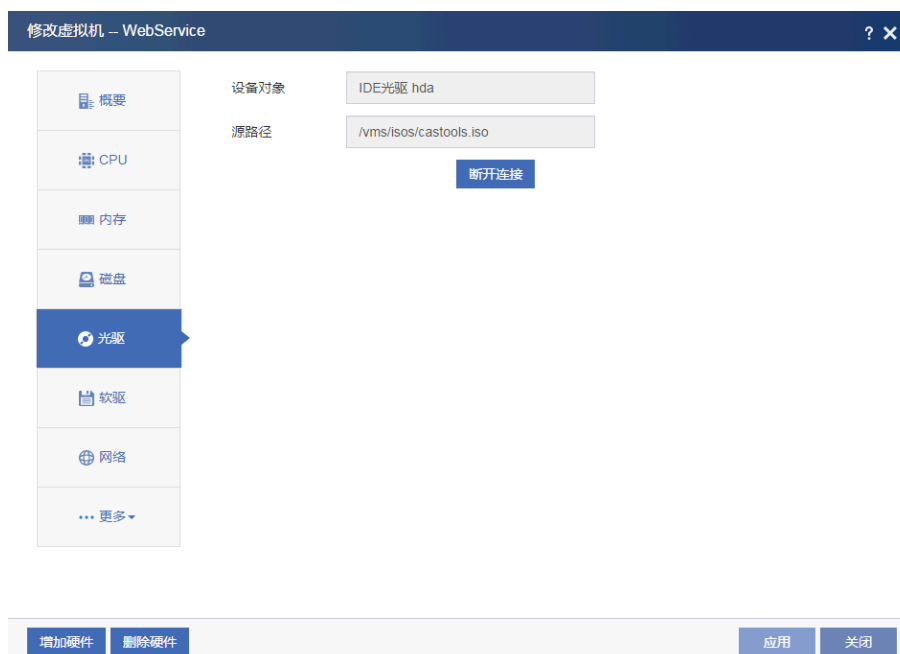 修改虚拟机 -- WebService
?
概要
CPU
内存
磁盘
光驱
软驱
网络
更多
设备对象
IDE光驱 hda
源路径
/vms/isos/castools.iso
断开连接
增加硬件
删除硬件
应用
关闭